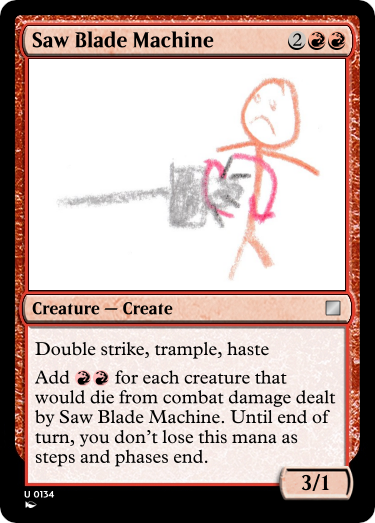 Saw Blade Machine 2
Creature — Create
Double strike, trample, haste
Add for each creature that
would die from combat damage dealt
by Saw Blade Machine. Until end of
turn, you don't lose this mana as
steps and phases end.
3/1
U 0134